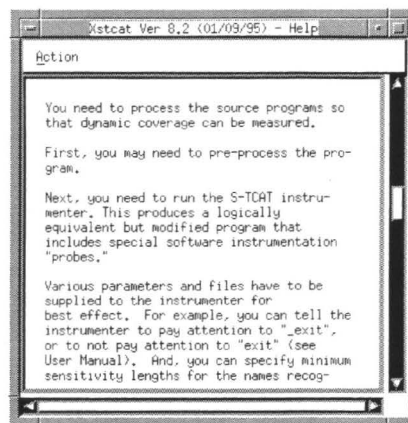 Xstcat Ver 8.2 (01/09/95) - Help
Action
You need to process the source programs so
that dynamic coverage can be measured.
First, you may need to pre-process the pro-
gram.
Next, you need to run the S-TCAT instru-
menter. This produces a logically
equivalent but modified program that
includes special software instrumentation
"probes."
Various parameters and files have to be
supplied to the instrumenter for
best effect.  For example, you can tell the
instrumenter to pay attention to "_exit",
or to not pay attention to "exit" (see
User Manual).  And, you can specify minimum
sensitivity lengths for the names recog-